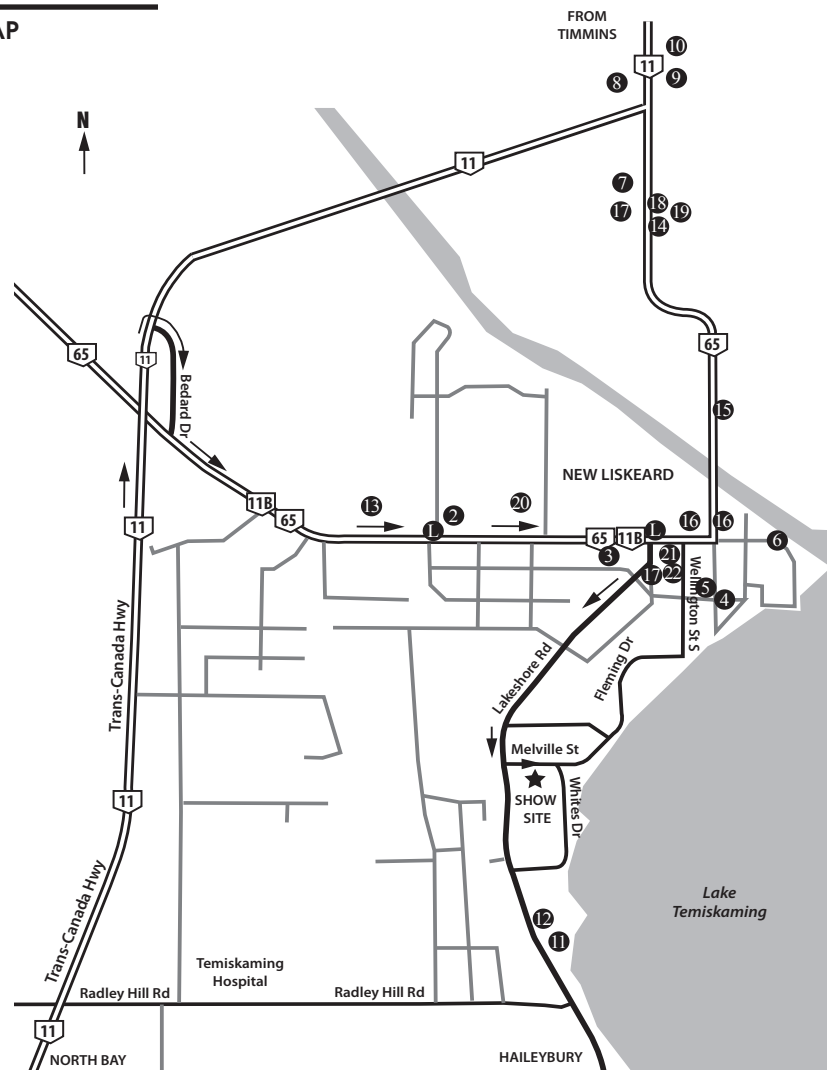 AP
FROM
TIMMINS
10
11
8
9
N
11
7
18
17
19
14
65
65
11
15
Bedard Dr
NEW LISKEARD
11B
13
20
65
2
16
16
11
1.
65
11B
1.
6
3
21
17
22
Wellington St S
5
4
Trans-Canada Hwy
Lakeshore Rd
Fleming Dr
Melville St
SHOW
SITE
Whites Dr
11
Lake
Temiskaming
Trans-Canada Hwy
12
11
Temiskaming
Hospital
Radley Hill Rd
Radley Hill Rd
11
NORTH BAY
HAILEYBURY